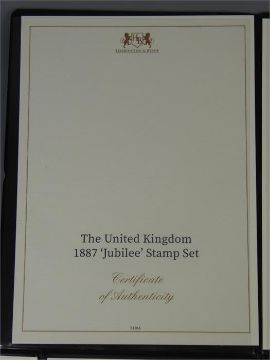 The United Kingdom
1887 ‘Jubilee’ Stamp Set
Certificate
of Authenticity